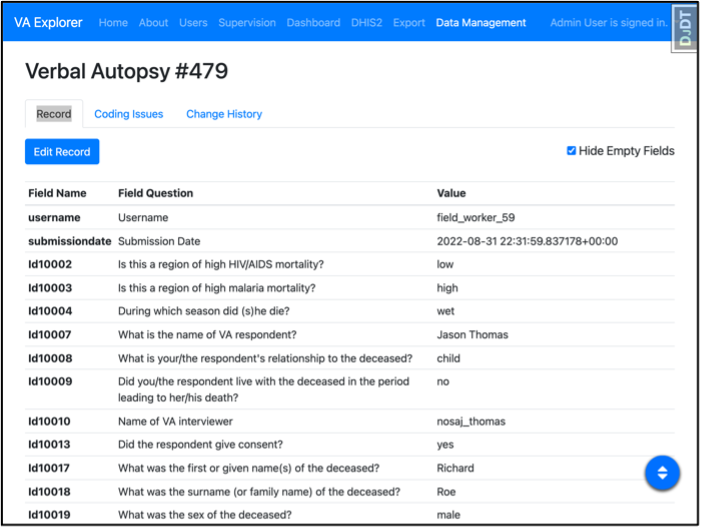 VA Explorer Home About Users Supervision Dashboard DHIS2 Export Data Management Admin User is signed in. DJDT
Verbal Autopsy #479
Record Coding Issues Change History
Edit Record Hide Empty Fields
Field Name Field Question Value
username Username field_worker_59
submissiondate Submission Date 2022-08-31 22:31:59.837178+00:00
Id10002 Is this a region of high HIV/AIDS mortality? low
Id10003 Is this a region of high malaria mortality? high
Id10004 During which season did (s)he die? wet
Id10007 What is the name of VA respondent? Jason Thomas
Id10008 What is your/the respondent's relationship to the deceased? child
Id10009 Did you/the respondent live with the deceased in the period no
leading to her/his death?
Id10010 Name of VA interviewer nosaj_thomas
Id10013 Did the respondent give consent? yes
Id10017 What was the first or given name(s) of the deceased? Richard
Id10018 What was the surname (or family name) of the deceased? Roe
Id10019 What was the sex of the deceased? male